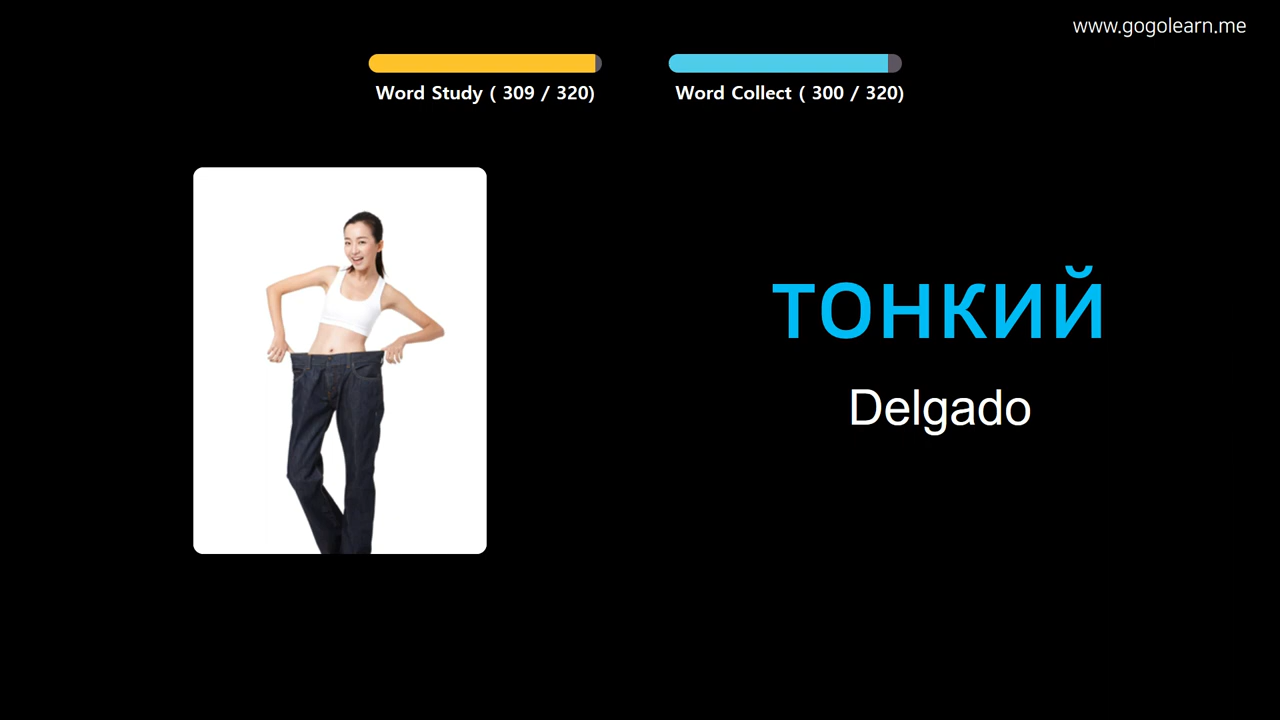 www.gogolearn.me
Word Study ( 309 / 320)
Word Collect ( 300 / 320)
тонкий
Delgado